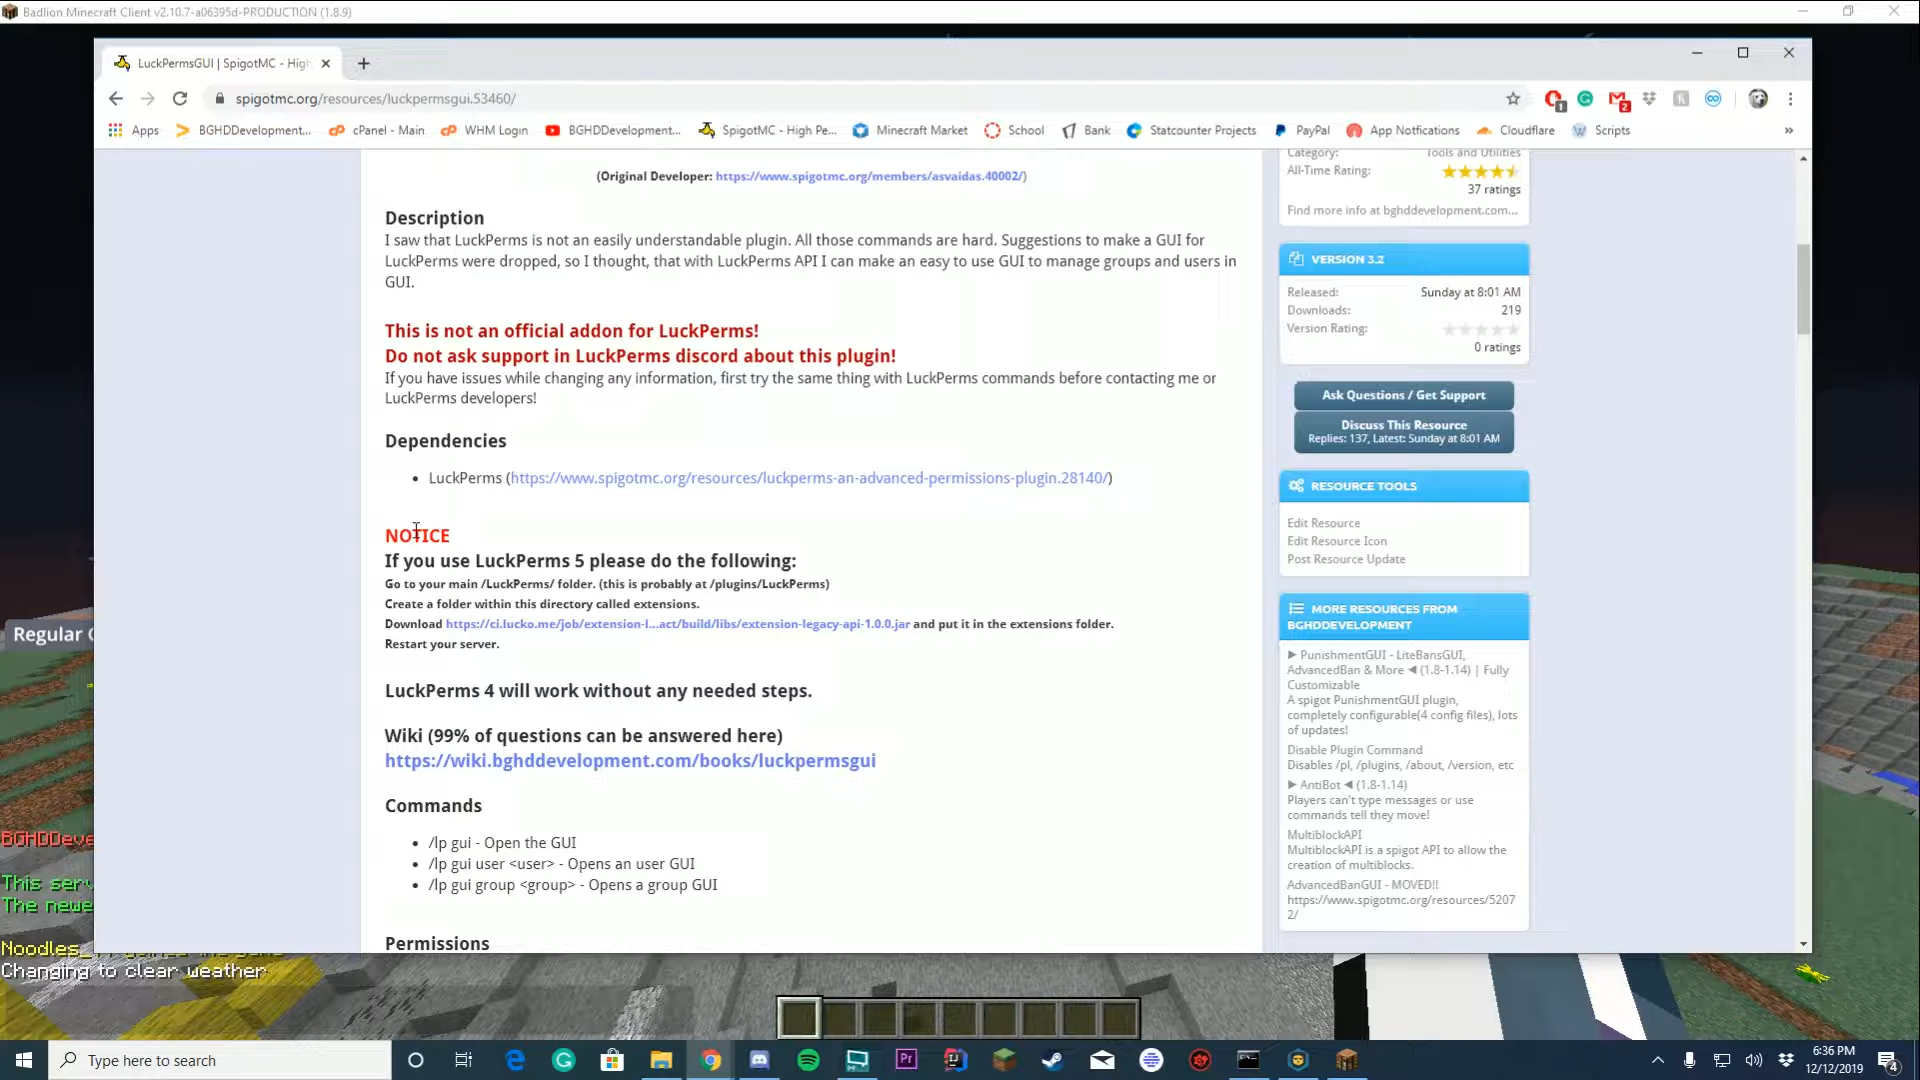 Badlion Minecraft Client v2.10.7-a06395d-PRODUCTION (1.8.9)
LuckPermsGUI | SpigotMC - High
spigotmc.org/resources/luckpermsgui.53460/
Apps BGHDDevelopment... cPanel - Main WHM Login BGHDDevelopment... SpigotMC - High Pe... Minecraft Market School Bank Statcounter Projects PayPal App Notfications Cloudflare Scripts »
(Original Developer: https://www.spigotmc.org/members/asvaidas.40002/)
Description
I saw that LuckPerms is not an easily understandable plugin. All those commands are hard. Suggestions to make a GUI for
LuckPerms were dropped, so I thought, that with LuckPerms API I can make an easy to use GUI to manage groups and users in
GUI.
This is not an official addon for LuckPerms!
Do not ask support in LuckPerms discord about this plugin!
If you have issues while changing any information, first try the same thing with LuckPerms commands before contacting me or
LuckPerms developers!
Dependencies
• LuckPerms (https://www.spigotmc.org/resources/luckperms-an-advanced-permissions-plugin.28140/)
NOTICE
If you use LuckPerms 5 please do the following:
Go to your main /LuckPerms/ folder. (this is probably at /plugins/LuckPerms)
Create a folder within this directory called extensions.
Download https://ci.lucko.me/job/extension-l...act/build/libs/extension-legacy-api-1.0.0.jar and put it in the extensions folder.
Restart your server.
LuckPerms 4 will work without any needed steps.
Wiki (99% of questions can be answered here)
https://wiki.bghddevelopment.com/books/luckpermsgui
Commands
• /lp gui - Open the GUI
• /lp gui user <user> - Opens an user GUI
• /lp gui group <group> - Opens a group GUI
Permissions
Category: Tools and Utilities
All-Time Rating:
37 ratings
Find more info at bghddevelopment.com...
VERSION 3.2
Released: Sunday at 8:01 AM
Downloads: 219
Version Rating:
0 ratings
Ask Questions / Get Support
Discuss This Resource
Replies: 137, Latest: Sunday at 8:01 AM
RESOURCE TOOLS
Edit Resource
Edit Resource Icon
Post Resource Update
MORE RESOURCES FROM
BGHDDEVELOPMENT
► PunishmentGUI - LiteBansGUI,
AdvancedBan & More ◄ (1.8-1.14) | Fully
Customizable
A spigot PunishmentGUI plugin,
completely configurable(4 config files), lots
of updates!
Disable Plugin Command
Disables /pl, /plugins, /about, /version, etc
► AntiBot ◄ (1.8-1.14)
Players can't type messages or use
commands tell they move!
MultiblockAPI
MultiblockAPI is a spigot API to allow the
creation of multiblocks.
AdvancedBanGUI - MOVED!!
https://www.spigotmc.org/resources/5207
2/
Regular
BGHDDeve
This serv
The newe
Noodles
Changing to clear weather
Type here to search
6:36 PM
12/12/2019